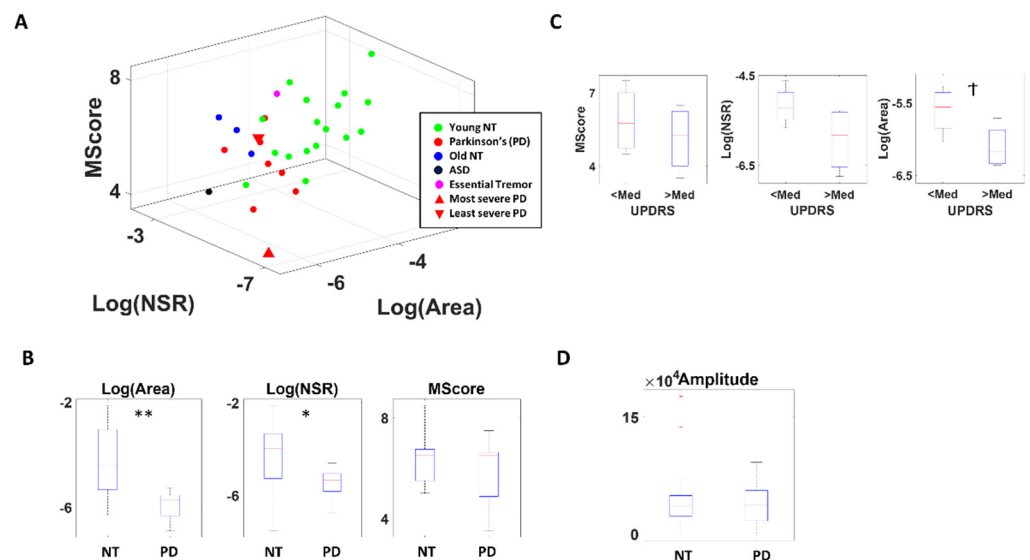 A
8
MScore
4
-3
-7
-6
-4
Log(NSR)
Log(Area)
Young NT
Parkinson's (PD)
Old NT
ASD
Essential Tremor
Most severe PD
Least severe PD
C
7
MScore
4
<Med >Med
UPDRS
-4.5
Log(NSR)
-6.5
<Med >Med
UPDRS
†
-5.5
Log(Area)
-6.5
<Med >Med
UPDRS
B
Log(Area)
-2
**
-6
NT PD
Log(NSR)
-2
*
-6
NT PD
MScore
8
4
NT PD
D
×10⁴Amplitude
15
0
NT PD